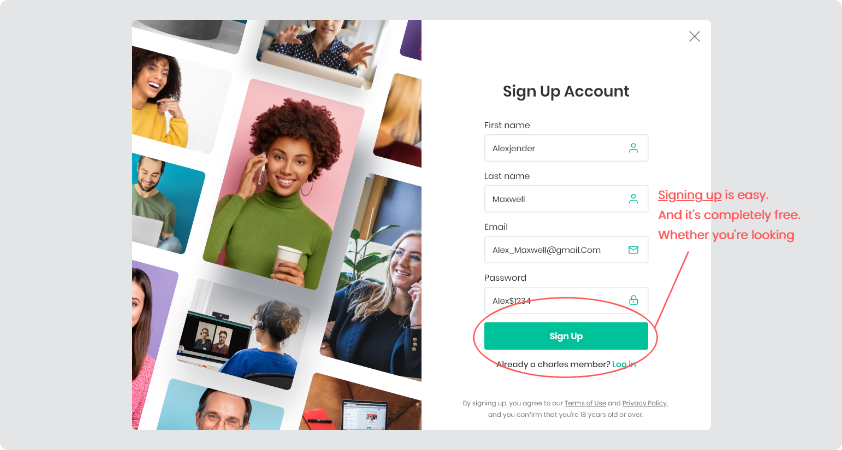 Sign Up Account
First name
Alexjender
Last name
Maxwell
Email
Alex_Maxwell@gmail.Com
Password
Alex$1234
Sign Up
Already a charles member? Log in
By signing up, you agree to our Terms of Use and Privacy Policy,
and you confirm that you're 18 years old or over.
Signing up is easy.
And it's completely free.
Whether you're looking